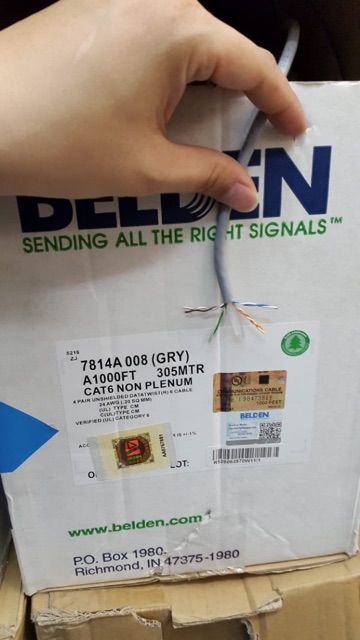 BELDEN
SENDING ALL THE RIGHT SIGNALS™
5216
ZJ
7814A 008 (GRY)
A1000FT 305MTR
CAT6 NON PLENUM
4 PAIR UNSHIELDED DATATWIST(R) 6 CABLE
24 AWG (.20 SQ MM)
(UL) TYPE CM
C(UL)TYPE CM
VERIFIED (UL) CATEGORY 6
COMMUNICATIONS CABLE
1000 FEET
BELDEN
LOT:
www.belden.com
P.O. Box 1980
Richmond, IN 47375-1980